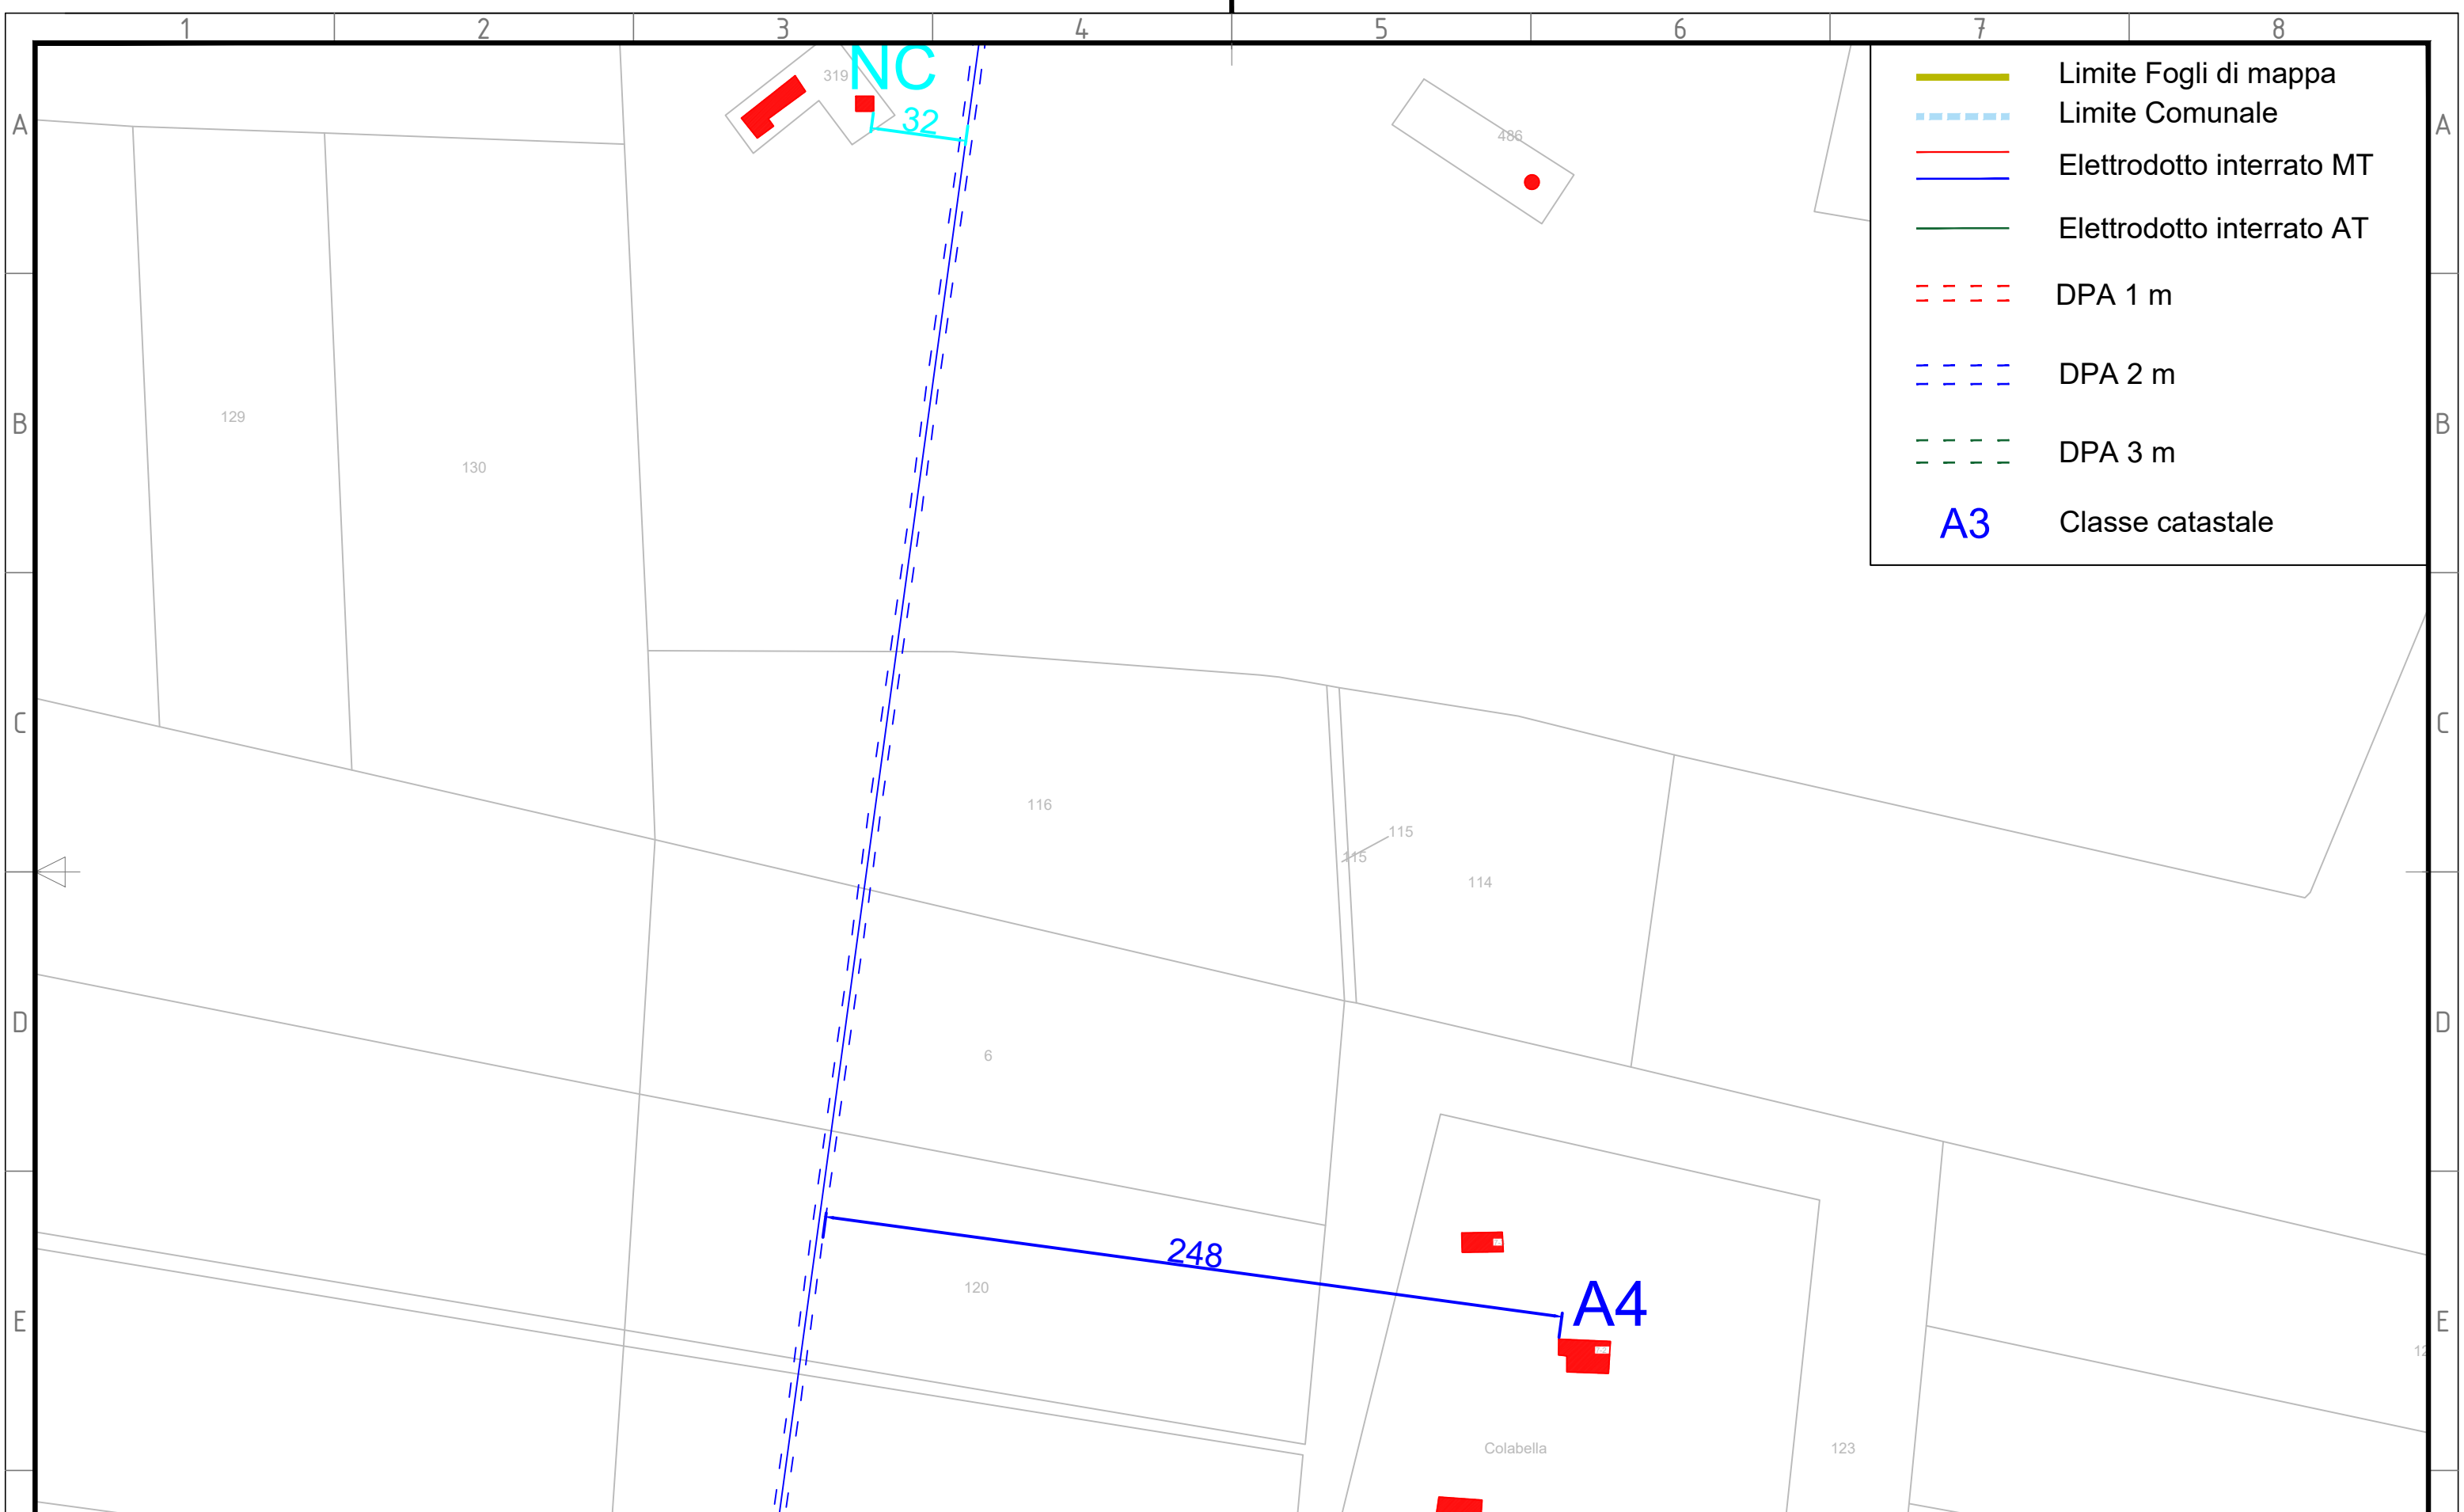 1 2 3 4 5 6 7 8
A A
B B
C C
D D
E E
Limite Fogli di mappa
Limite Comunale
Elettrodotto interrato MT
Elettrodotto interrato AT
DPA 1 m
DPA 2 m
DPA 3 m
A3 Classe catastale
319
NC
32
486
129
130
116
115
115
114
6
248
120
A4
Colabella
123